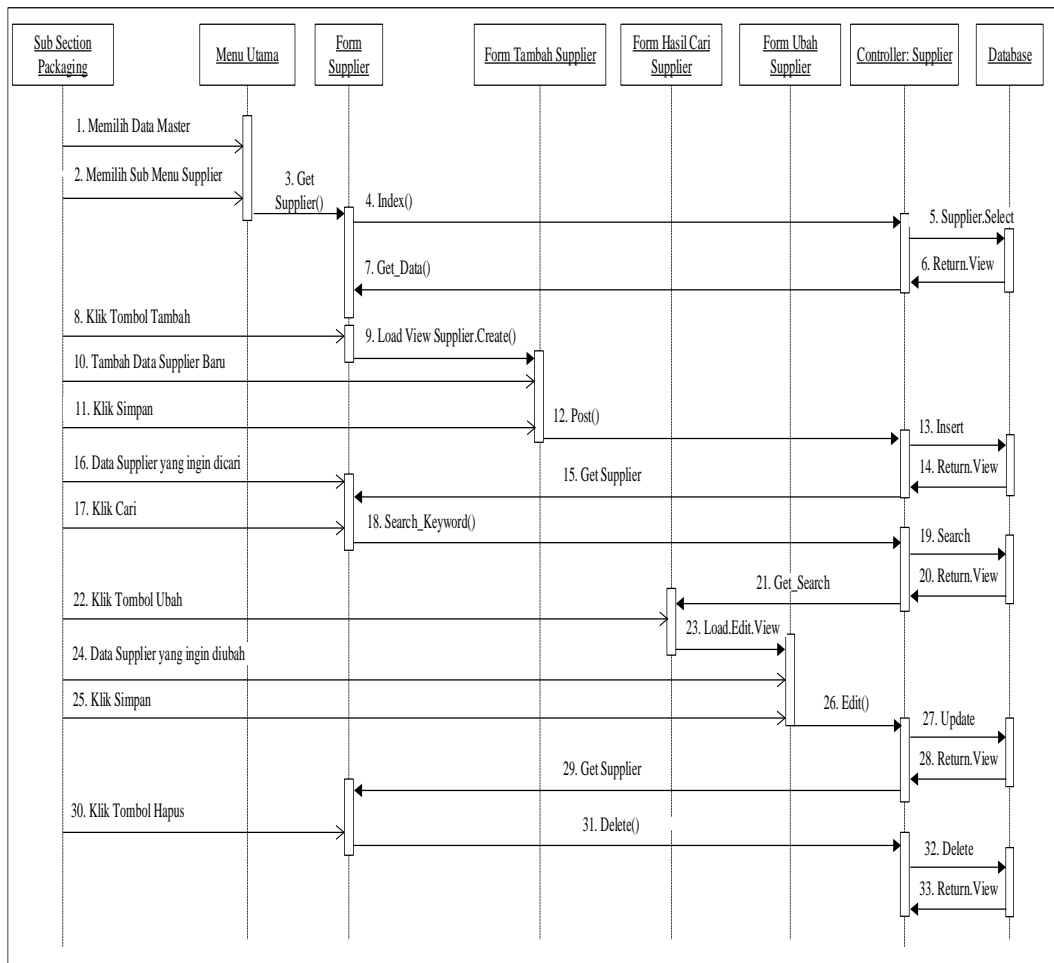 Sub Section
Packaging
Menu Utama
Form
Supplier
Form Tambah Supplier
Form Hasil Cari
Supplier
Form Ubah
Supplier
Controller: Supplier
Database
1. Memilih Data Master
2. Memilih Sub Menu Supplier
3. Get
Supplier()
4. Index()
5. Supplier.Select
6. Return.View
7. Get_Data()
8. Klik Tombol Tambah
9. Load View Supplier.Create()
10. Tambah Data Supplier Baru
11. Klik Simpan
12. Post()
13. Insert
14. Return.View
15. Get Supplier
16. Data Supplier yang ingin dicari
17. Klik Cari
18. Search_Keyword()
19. Search
20. Return.View
21. Get_Search
22. Klik Tombol Ubah
23. Load.Edit.View
24. Data Supplier yang ingin diubah
25. Klik Simpan
26. Edit()
27. Update
28. Return.View
29. Get Supplier
30. Klik Tombol Hapus
31. Delete()
32. Delete
33. Return.View